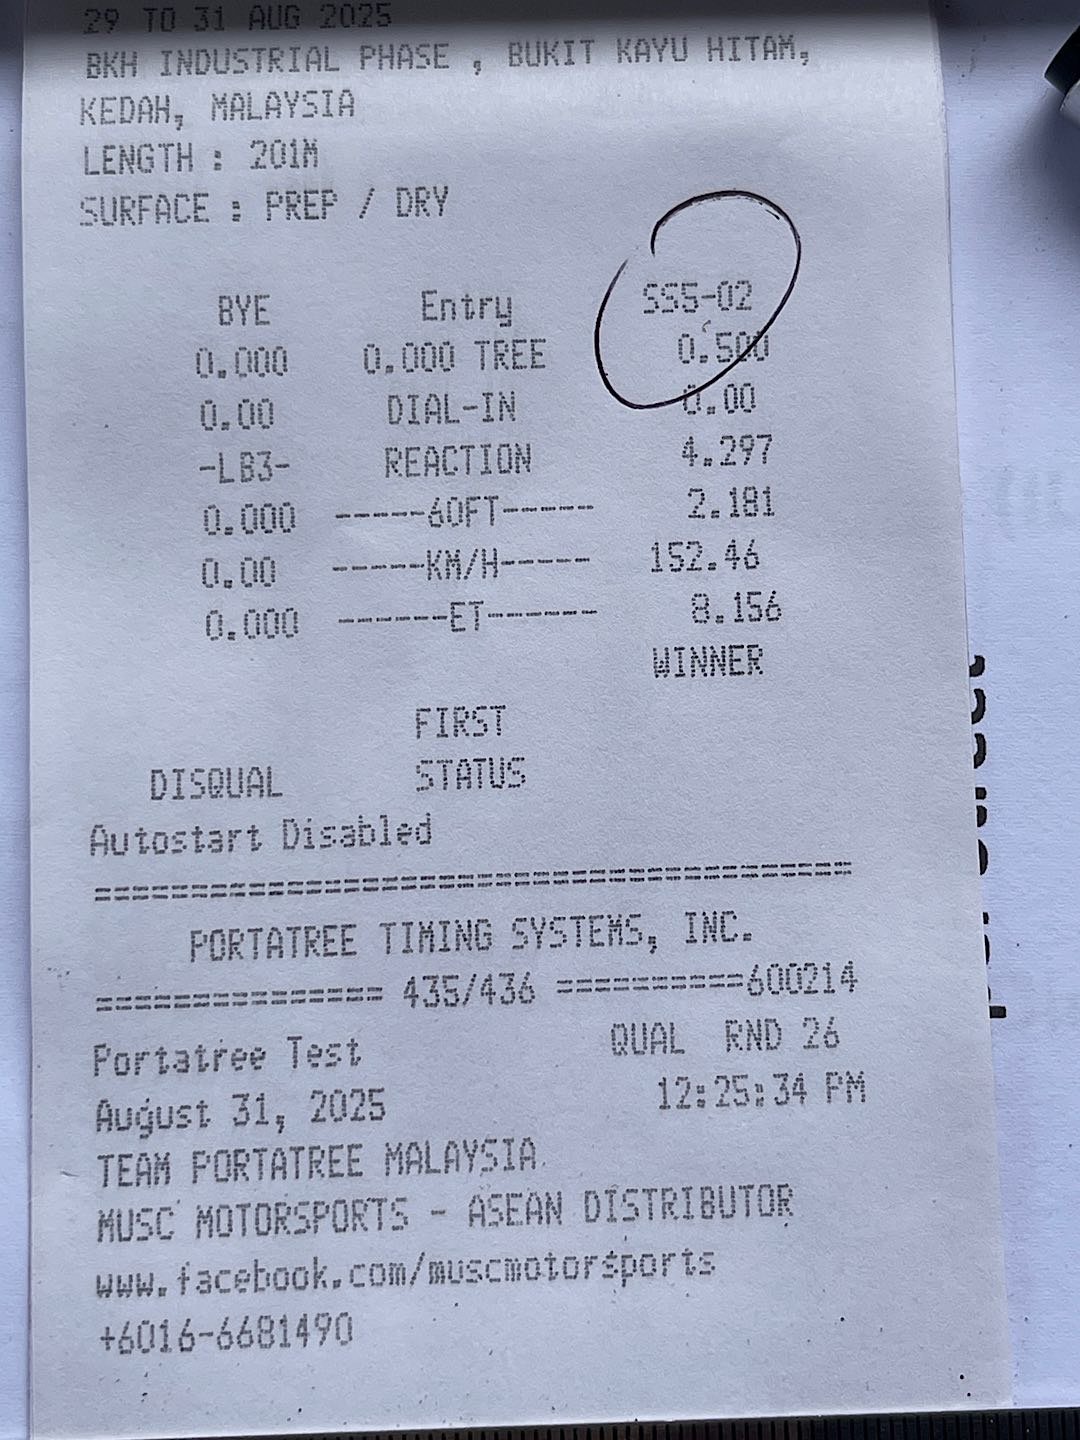 29 TO 31 AUG 2025
BKH INDUSTRIAL PHASE , BUKIT KAYU HITAM,
KEDAH, MALAYSIA
LENGTH : 201M
SURFACE : PREP / DRY
BYE Entry SS5-02
0.000 0.000 TREE 0.500
0.00 DIAL-IN 0.00
-LB3- REACTION 4.297
0.000 -----60FT----- 2.181
0.00 -----KM/H----- 152.46
0.000 ------ET------ 8.156
WINNER
FIRST
DISQUAL STATUS
Autostart Disabled
========================================
PORTATREE TIMING SYSTEMS, INC.
=============== 435/436 ==========600214
Portatree Test QUAL RND 26
August 31, 2025 12:25:34 PM
TEAM PORTATREE MALAYSIA
MUSC MOTORSPORTS - ASEAN DISTRIBUTOR
www.facebook.com/muscmotorsports
+6016-6681490